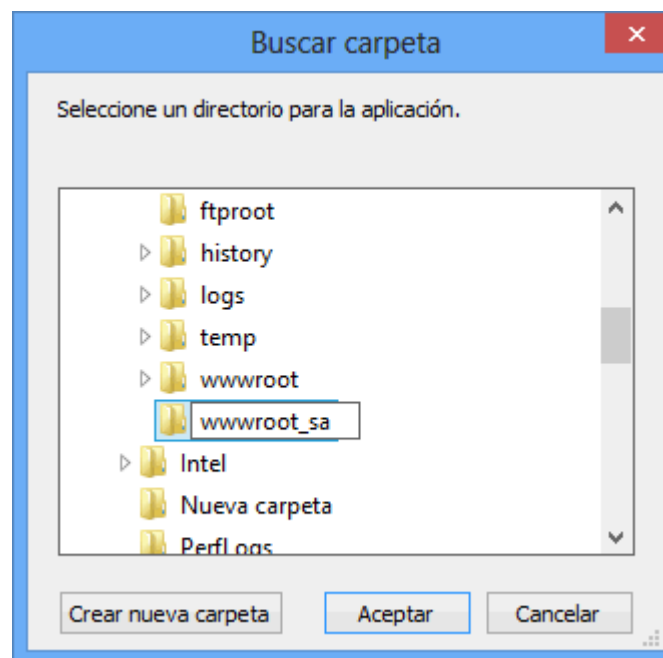 Buscar carpeta
Seleccione un directorio para la aplicación.
ftproot
history
logs
temp
wwwroot
wwwroot_sa
Intel
Nueva carpeta
PerfLogs
Crear nueva carpeta Aceptar Cancelar